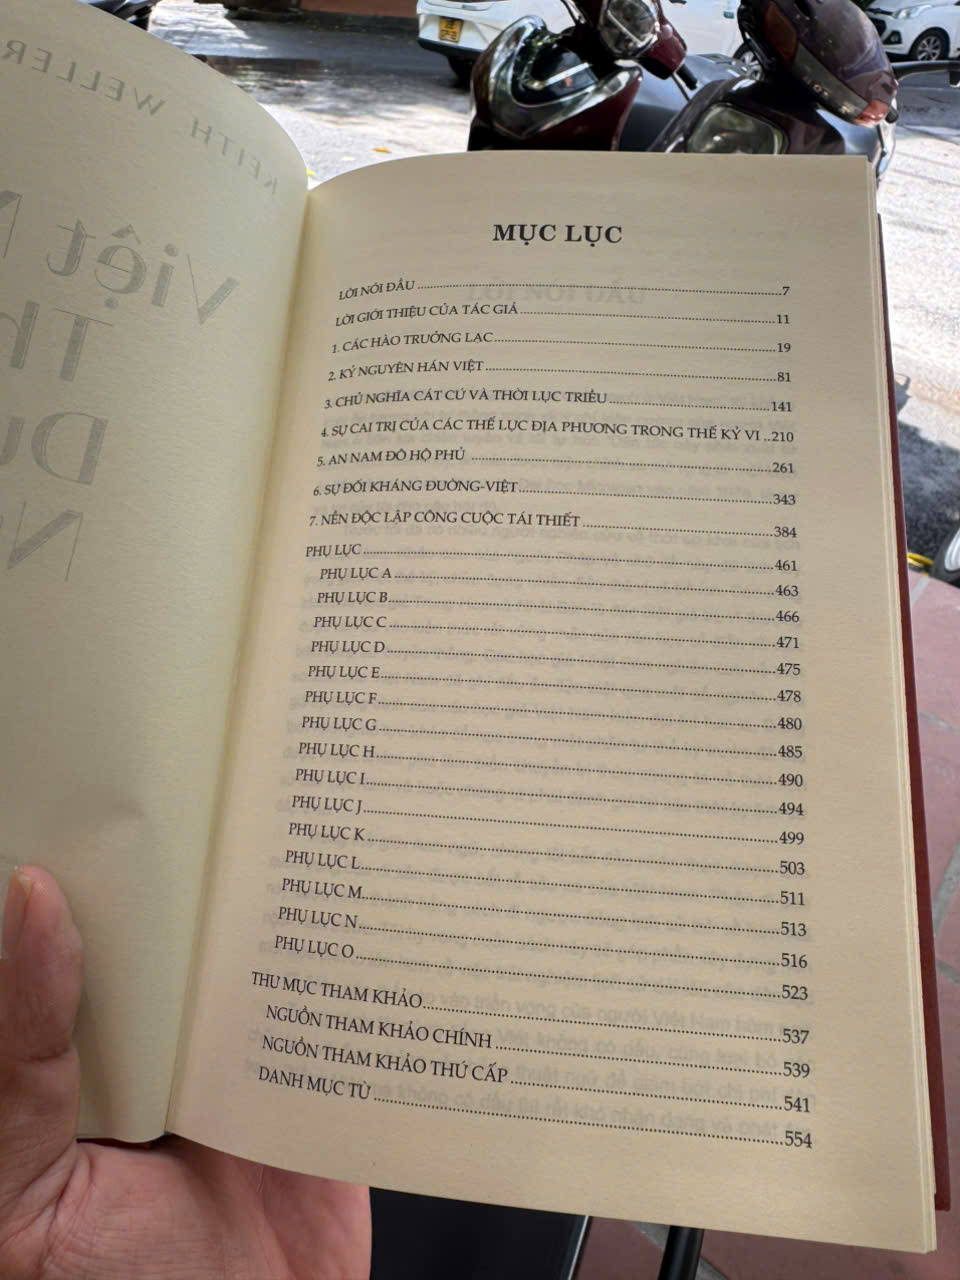 KEITH WELLER
Việt
Th
MỤC LỤC
LỜI NÓI ĐẦU ........ 7
LỜI GIỚI THIỆU CỦA TÁC GIẢ ........ 11
1. CÁC HÀO TRƯỞNG LẠC ........ 19
2. KỶ NGUYÊN HÁN VIỆT ........ 81
3. CHỦ NGHĨA CÁT CỨ VÀ THỜI LỤC TRIỀU ........ 141
4. SỰ CAI TRỊ CỦA CÁC THẾ LỰC ĐỊA PHƯƠNG TRONG THẾ KỶ VI ..210
5. AN NAM ĐÔ HỘ PHỦ ........ 261
6. SỰ ĐỐI KHÁNG ĐƯỜNG-VIỆT ........ 343
7. NỀN ĐỘC LẬP CÔNG CUỘC TÁI THIẾT ........ 384
PHỤ LỤC ........ 461
PHỤ LỤC A ........ 463
PHỤ LỤC B ........ 466
PHỤ LỤC C ........ 471
PHỤ LỤC D ........ 475
PHỤ LỤC E ........ 478
PHỤ LỤC F ........ 480
PHỤ LỤC G ........ 485
PHỤ LỤC H ........ 490
PHỤ LỤC I ........ 494
PHỤ LỤC J ........ 499
PHỤ LỤC K ........ 503
PHỤ LỤC L ........ 511
PHỤ LỤC M ........ 513
PHỤ LỤC N ........ 516
PHỤ LỤC O ........ 523
THƯ MỤC THAM KHẢO ........ 537
NGUỒN THAM KHẢO CHÍNH ........ 539
NGUỒN THAM KHẢO THỨ CẤP ........ 541
DANH MỤC TỪ ........ 554